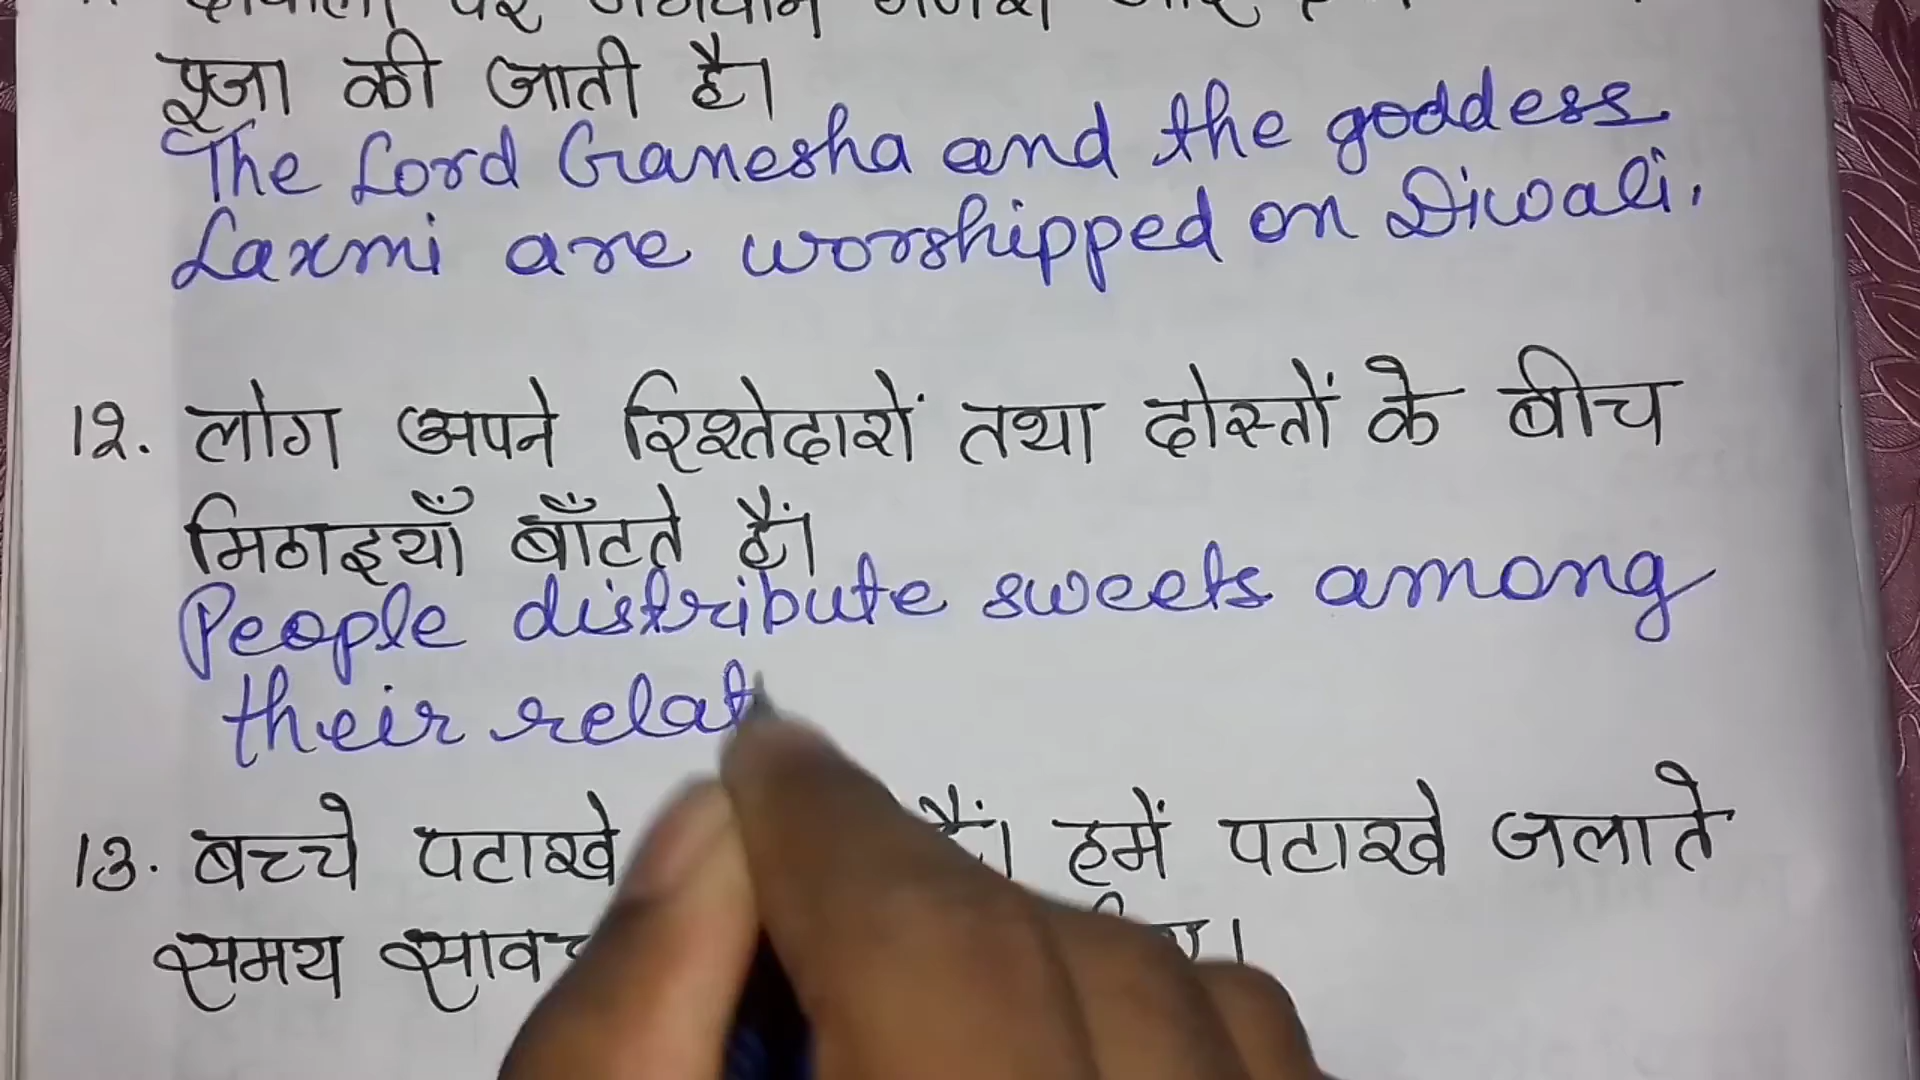 पूजा की जाती है।
The Lord Ganesha and the goddess
Laxmi are worshipped on Diwali.
12. लोग अपने रिश्तेदारों तथा दोस्तों के बीच
मिठाइयाँ बाँटते हैं।
People distribute sweets among
their relat
13. बच्चे पटाखे हैं। हमें पटाखे जलाते
समय